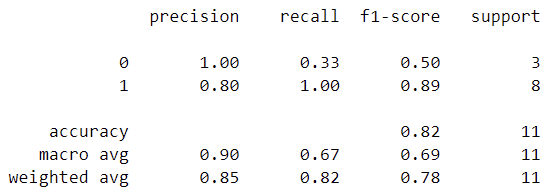 precision recall f1-score support
0 1.00 0.33 0.50 3
1 0.80 1.00 0.89 8
accuracy 0.82 11
macro avg 0.90 0.67 0.69 11
weighted avg 0.85 0.82 0.78 11